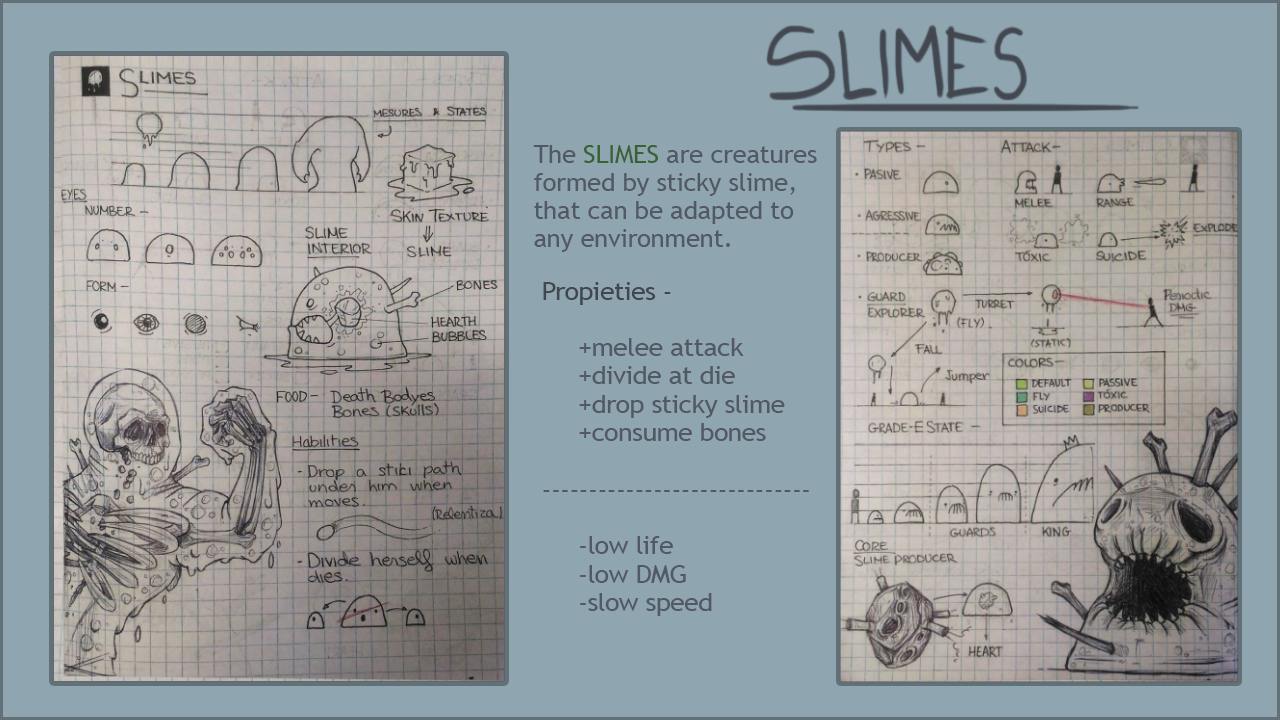 SLIMES
SLIMES
MESURES & STATES
EYES
NUMBER -
SKIN TEXTURE
SLIME
SLIME
INTERIOR
FORM -
BONES
HEARTH
BUBBLES
FOOD - Death Bodyes
Bones (Skulls)
Habilities
- Drop a stiki path
under him when
moves.
(Relentiza)
- Divide herself when
dies.
The SLIMES are creatures
formed by sticky slime,
that can be adapted to
any environment.
Propieties -
+melee attack
+divide at die
+drop sticky slime
+consume bones
-----------------------------
-low life
-low DMG
-slow speed
TYPES -
ATTACK -
· PASIVE
MELEE
RANGE
· AGRESSIVE
TÓXIC
SUICIDE
EXPLODE
· PRODUCER
· GUARD
EXPLORER
(FLY)
TURRET
(STATIC)
Periodic
DMG
FALL
Jumper
COLORS -
DEFAULT
PASSIVE
FLY
TÓXIC
SUICIDE
PRODUCER
GRADE-ESTATE -
GUARDS
KING
CORE
SLIME PRODUCER
HEART